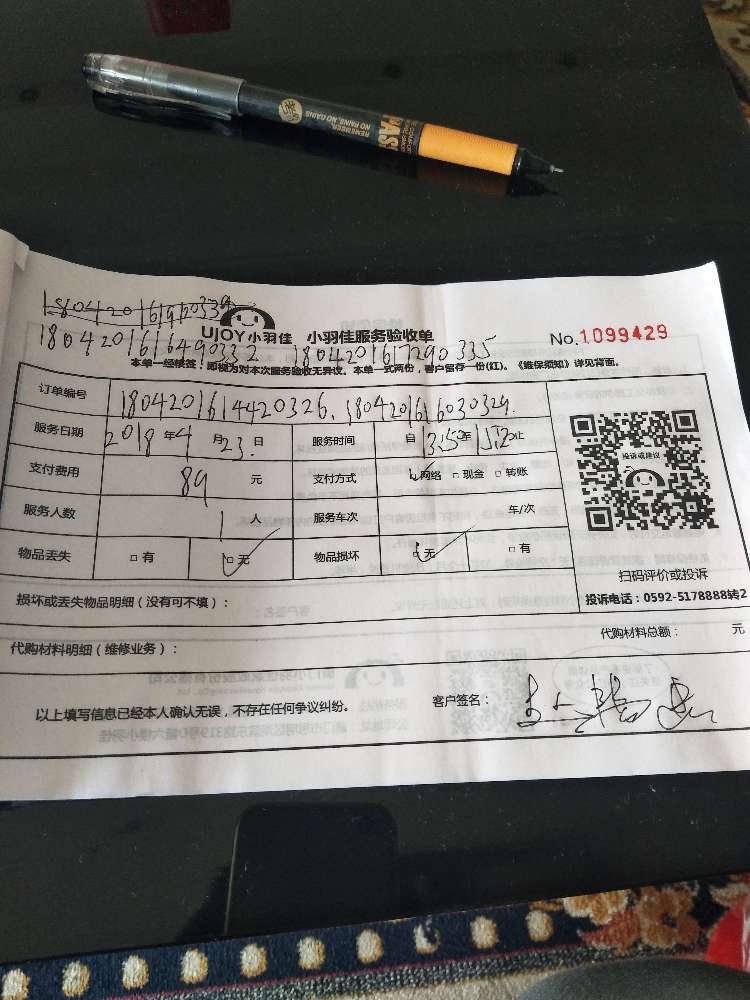 考
REMEMBER,
NO PAINS, NO GAINS
PAS
UJOY小羽佳 小羽佳服务验收单 No.1099429
1804201616490332 1804201617290335
本单一经核签，即视为对本次服务验收无异议。本单一式两份，客户留存一份(红)。《维保须知》详见背面。
订单编号 1804201614420326. 1804201616030329.
服务日期 2018年4月23.日 服务时间 自 13:50至 止
支付费用 89 元 支付方式 网络 现金 转账
服务人数 1人 服务车次 车/次
物品丢失 有 无 物品损坏 无 有
投诉或建议
扫码评价或投诉
投诉电话：0592-5178888转2
损坏或丢失物品明细（没有可不填）：
代购材料明细（维修业务）： 代购材料总额： 元
以上填写信息已经本人确认无误，不存在任何争议纠纷。 客户签名：